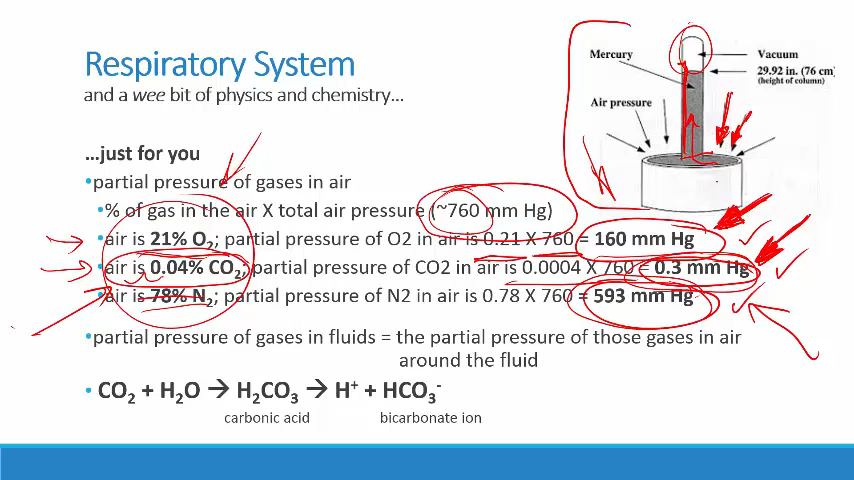 Respiratory System
and a wee bit of physics and chemistry...
...just for you
•partial pressure of gases in air
•% of gas in the air X total air pressure (~760 mm Hg)
•air is 21% O₂; partial pressure of O2 in air is 0.21 X 760 = 160 mm Hg
•air is 0.04% CO₂; partial pressure of CO2 in air is 0.0004 X 760 = 0.3 mm Hg
•air is 78% N₂; partial pressure of N2 in air is 0.78 X 760 = 593 mm Hg
•partial pressure of gases in fluids = the partial pressure of those gases in air
around the fluid
• CO₂ + H₂O → H₂CO₃ → H⁺ + HCO₃⁻
carbonic acid bicarbonate ion
Mercury
Vacuum
29.92 in. (76 cm)
(height of column)
Air pressure